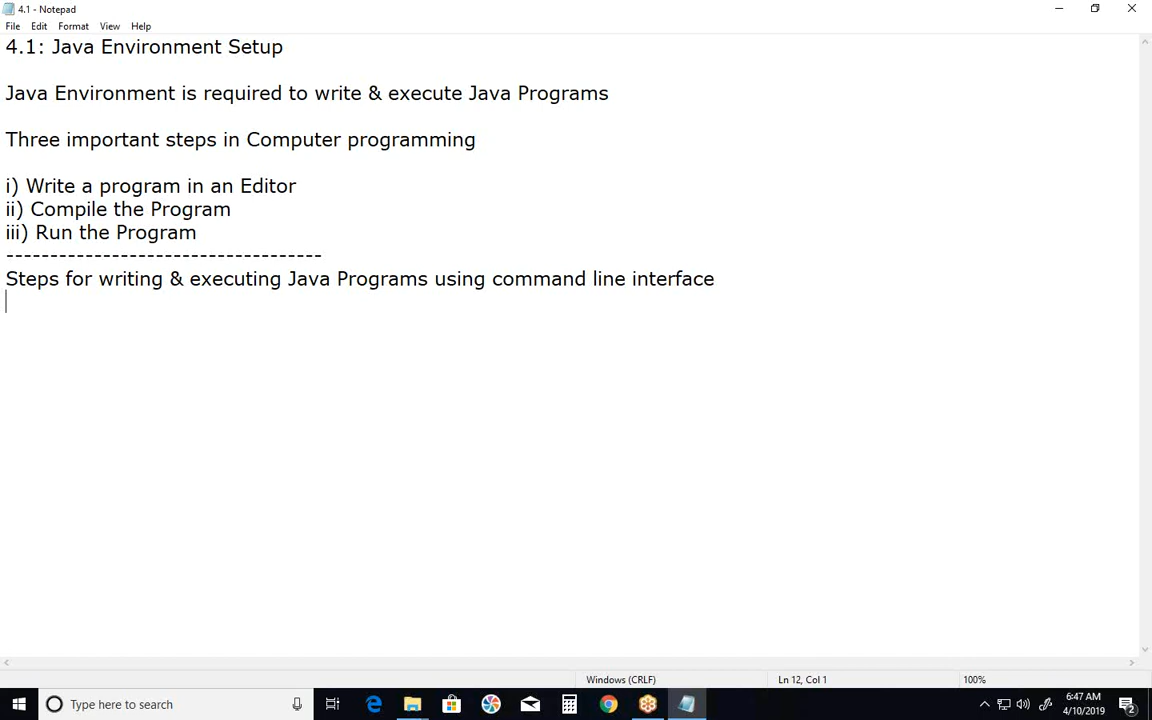 4.1 - Notepad
File Edit Format View Help
4.1: Java Environment Setup
Java Environment is required to write & execute Java Programs
Three important steps in Computer programming
i) Write a program in an Editor
ii) Compile the Program
iii) Run the Program
------------------------------------
Steps for writing & executing Java Programs using command line interface
Windows (CRLF) Ln 12, Col 1 100%
Type here to search
6:47 AM
4/10/2019
2